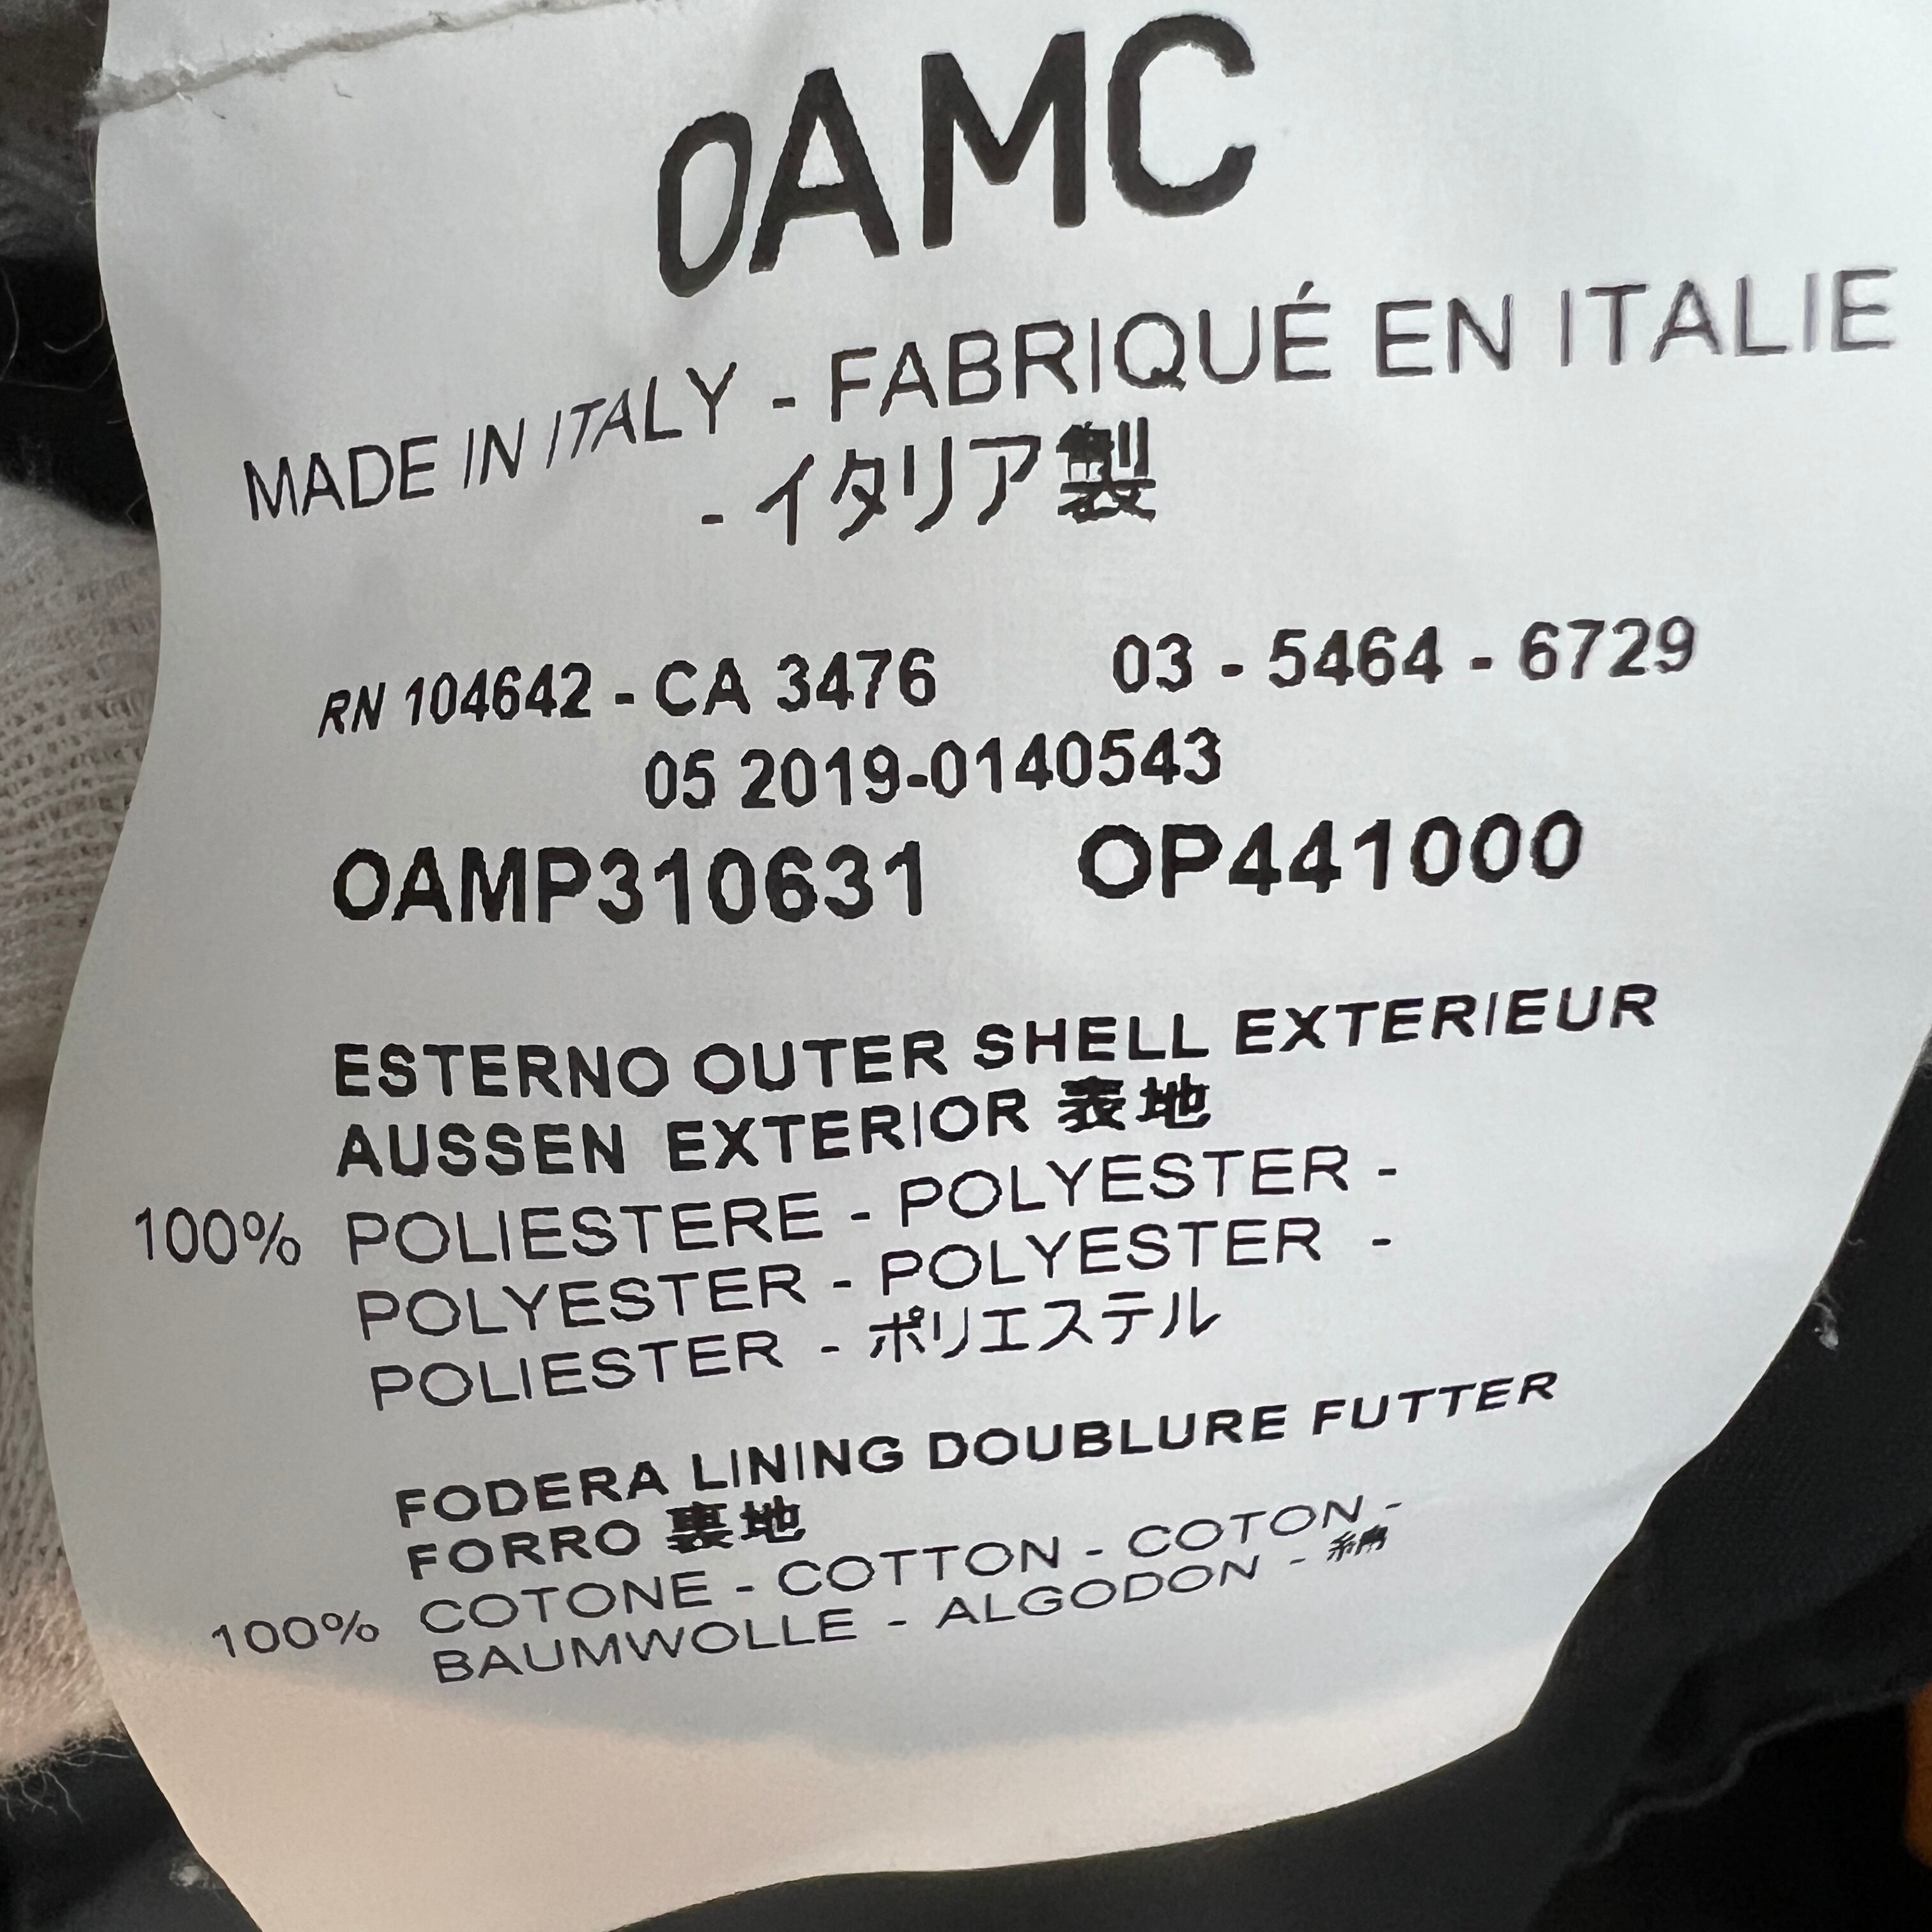 OAMC
MADE IN ITALY - FABRIQUÉ EN ITALIE
- イタリア製
RN 104642 - CA 3476 03 - 5464 - 6729
05 2019-0140543
OAMP310631 OP441000
ESTERNO OUTER SHELL EXTERIEUR
AUSSEN EXTERIOR 表地
100% POLIESTERE - POLYESTER -
POLYESTER - POLYESTER -
POLIESTER - ポリエステル
FODERA LINING DOUBLURE FUTTER
FORRO 裏地
100% COTONE - COTTON - COTON -
BAUMWOLLE - ALGODON - 綿